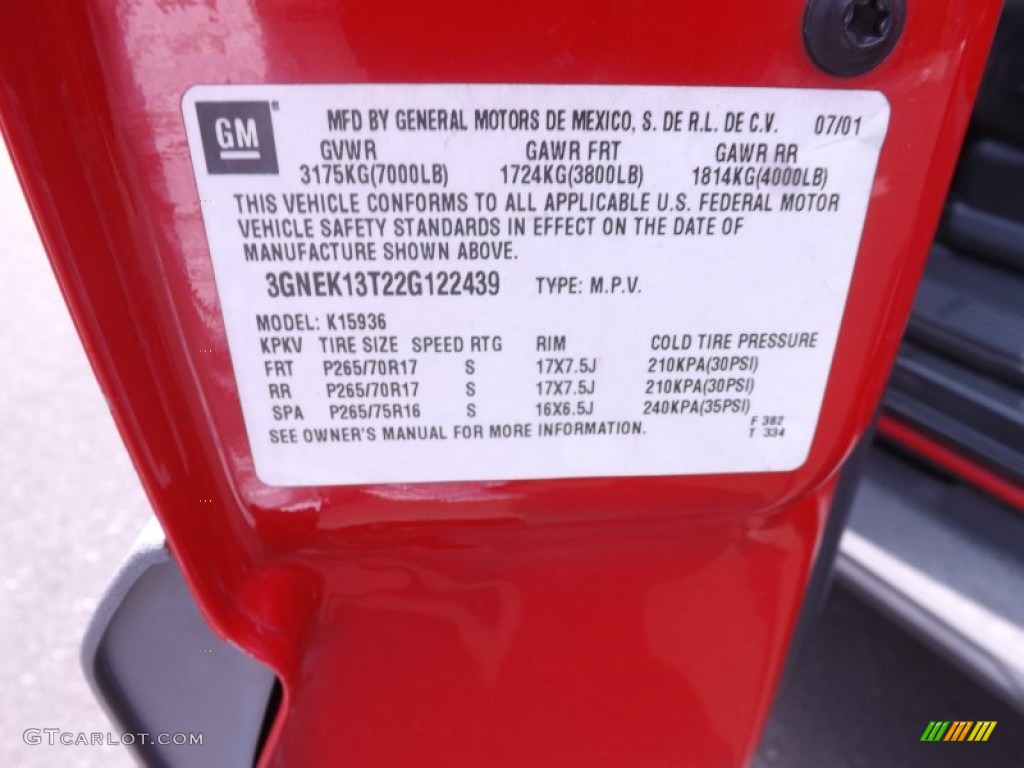 GM
MFD BY GENERAL MOTORS DE MEXICO, S. DE R.L. DE C.V. 07/01
GVWR GAWR FRT GAWR RR
3175KG(7000LB) 1724KG(3800LB) 1814KG(4000LB)
THIS VEHICLE CONFORMS TO ALL APPLICABLE U.S. FEDERAL MOTOR
VEHICLE SAFETY STANDARDS IN EFFECT ON THE DATE OF
MANUFACTURE SHOWN ABOVE.
3GNEK13T22G122439 TYPE: M.P.V.
MODEL: K15936
KPKV TIRE SIZE SPEED RTG RIM COLD TIRE PRESSURE
FRT P265/70R17 S 17X7.5J 210KPA(30PSI)
RR P265/70R17 S 17X7.5J 210KPA(30PSI)
SPA P265/75R16 S 16X6.5J 240KPA(35PSI)
SEE OWNER'S MANUAL FOR MORE INFORMATION.
F 382
T 334
GTCARLOT.COM